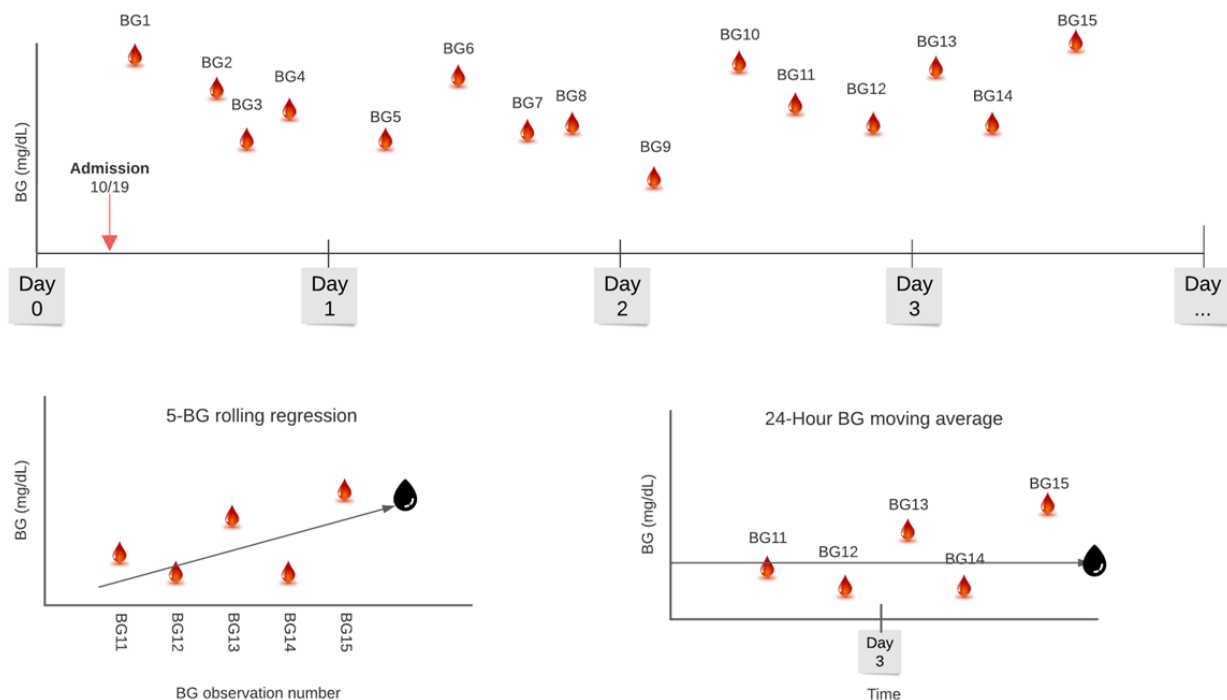 BG1
BG2
BG3
BG4
BG5
BG6
BG7
BG8
BG9
BG10
BG11
BG12
BG13
BG14
BG15
BG (mg/dL)
Admission
10/19
Day
0
Day
1
Day
2
Day
3
Day
...
5-BG rolling regression
BG (mg/dL)
BG11
BG12
BG13
BG14
BG15
BG observation number
24-Hour BG moving average
BG (mg/dL)
BG11
BG12
BG13
BG14
BG15
Day
3
Time